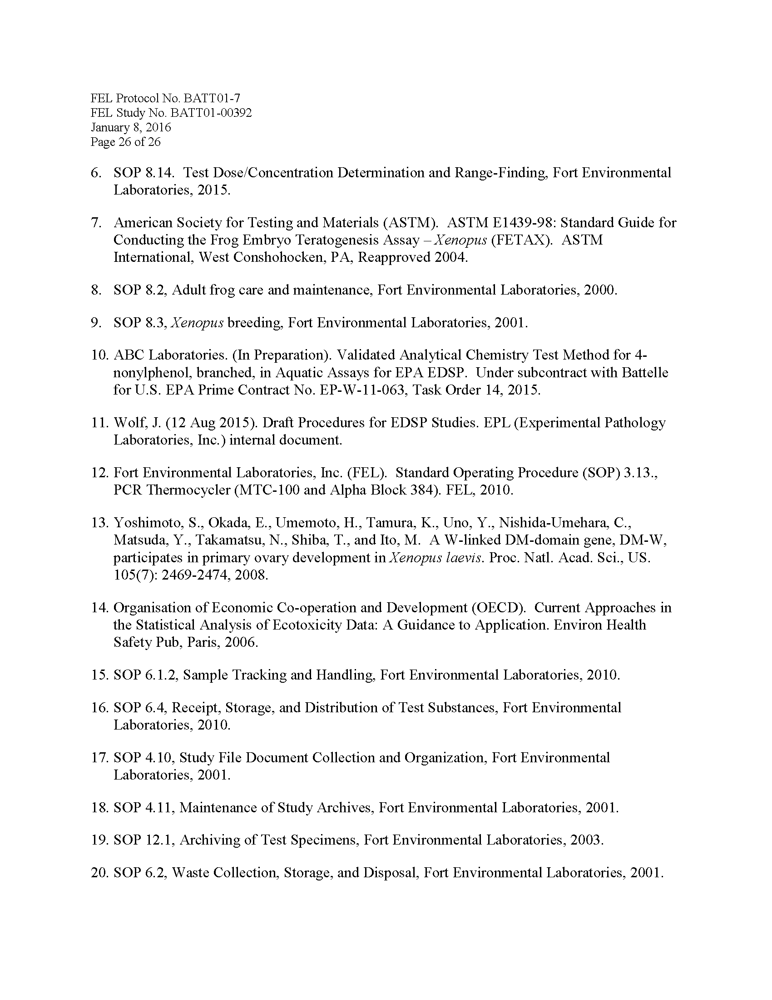 FEL Protocol No. BATT01-7
FEL Study No. BATT01-00392
January 8, 2016
Page 26 of 26
6. SOP 8.14. Test Dose/Concentration Determination and Range-Finding, Fort Environmental
Laboratories, 2015.
7. American Society for Testing and Materials (ASTM). ASTM E1439-98: Standard Guide for
Conducting the Frog Embryo Teratogenesis Assay – Xenopus (FETAX). ASTM
International, West Conshohocken, PA, Reapproved 2004.
8. SOP 8.2, Adult frog care and maintenance, Fort Environmental Laboratories, 2000.
9. SOP 8.3, Xenopus breeding, Fort Environmental Laboratories, 2001.
10. ABC Laboratories. (In Preparation). Validated Analytical Chemistry Test Method for 4-
nonylphenol, branched, in Aquatic Assays for EPA EDSP. Under subcontract with Battelle
for U.S. EPA Prime Contract No. EP-W-11-063, Task Order 14, 2015.
11. Wolf, J. (12 Aug 2015). Draft Procedures for EDSP Studies. EPL (Experimental Pathology
Laboratories, Inc.) internal document.
12. Fort Environmental Laboratories, Inc. (FEL). Standard Operating Procedure (SOP) 3.13.,
PCR Thermocycler (MTC-100 and Alpha Block 384). FEL, 2010.
13. Yoshimoto, S., Okada, E., Umemoto, H., Tamura, K., Uno, Y., Nishida-Umehara, C.,
Matsuda, Y., Takamatsu, N., Shiba, T., and Ito, M. A W-linked DM-domain gene, DM-W,
participates in primary ovary development in Xenopus laevis. Proc. Natl. Acad. Sci., US.
105(7): 2469-2474, 2008.
14. Organisation of Economic Co-operation and Development (OECD). Current Approaches in
the Statistical Analysis of Ecotoxicity Data: A Guidance to Application. Environ Health
Safety Pub, Paris, 2006.
15. SOP 6.1.2, Sample Tracking and Handling, Fort Environmental Laboratories, 2010.
16. SOP 6.4, Receipt, Storage, and Distribution of Test Substances, Fort Environmental
Laboratories, 2010.
17. SOP 4.10, Study File Document Collection and Organization, Fort Environmental
Laboratories, 2001.
18. SOP 4.11, Maintenance of Study Archives, Fort Environmental Laboratories, 2001.
19. SOP 12.1, Archiving of Test Specimens, Fort Environmental Laboratories, 2003.
20. SOP 6.2, Waste Collection, Storage, and Disposal, Fort Environmental Laboratories, 2001.